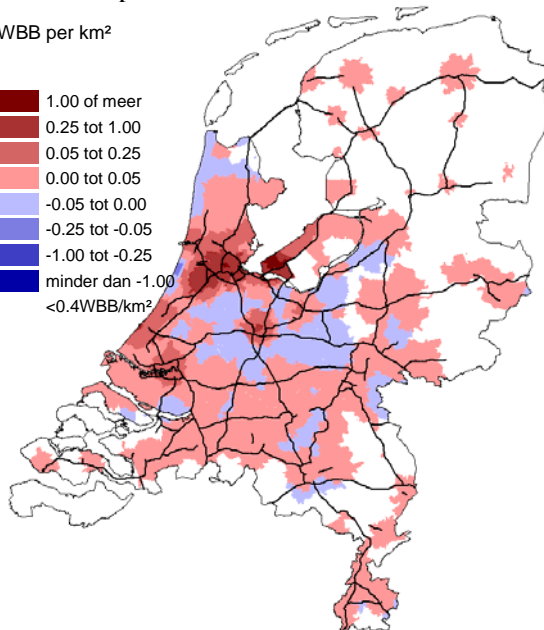 WBB per km²
1.00 of meer
0.25 tot 1.00
0.05 tot 0.25
0.00 tot 0.05
-0.05 tot 0.00
-0.25 tot -0.05
-1.00 tot -0.25
minder dan -1.00
<0.4WBB/km²